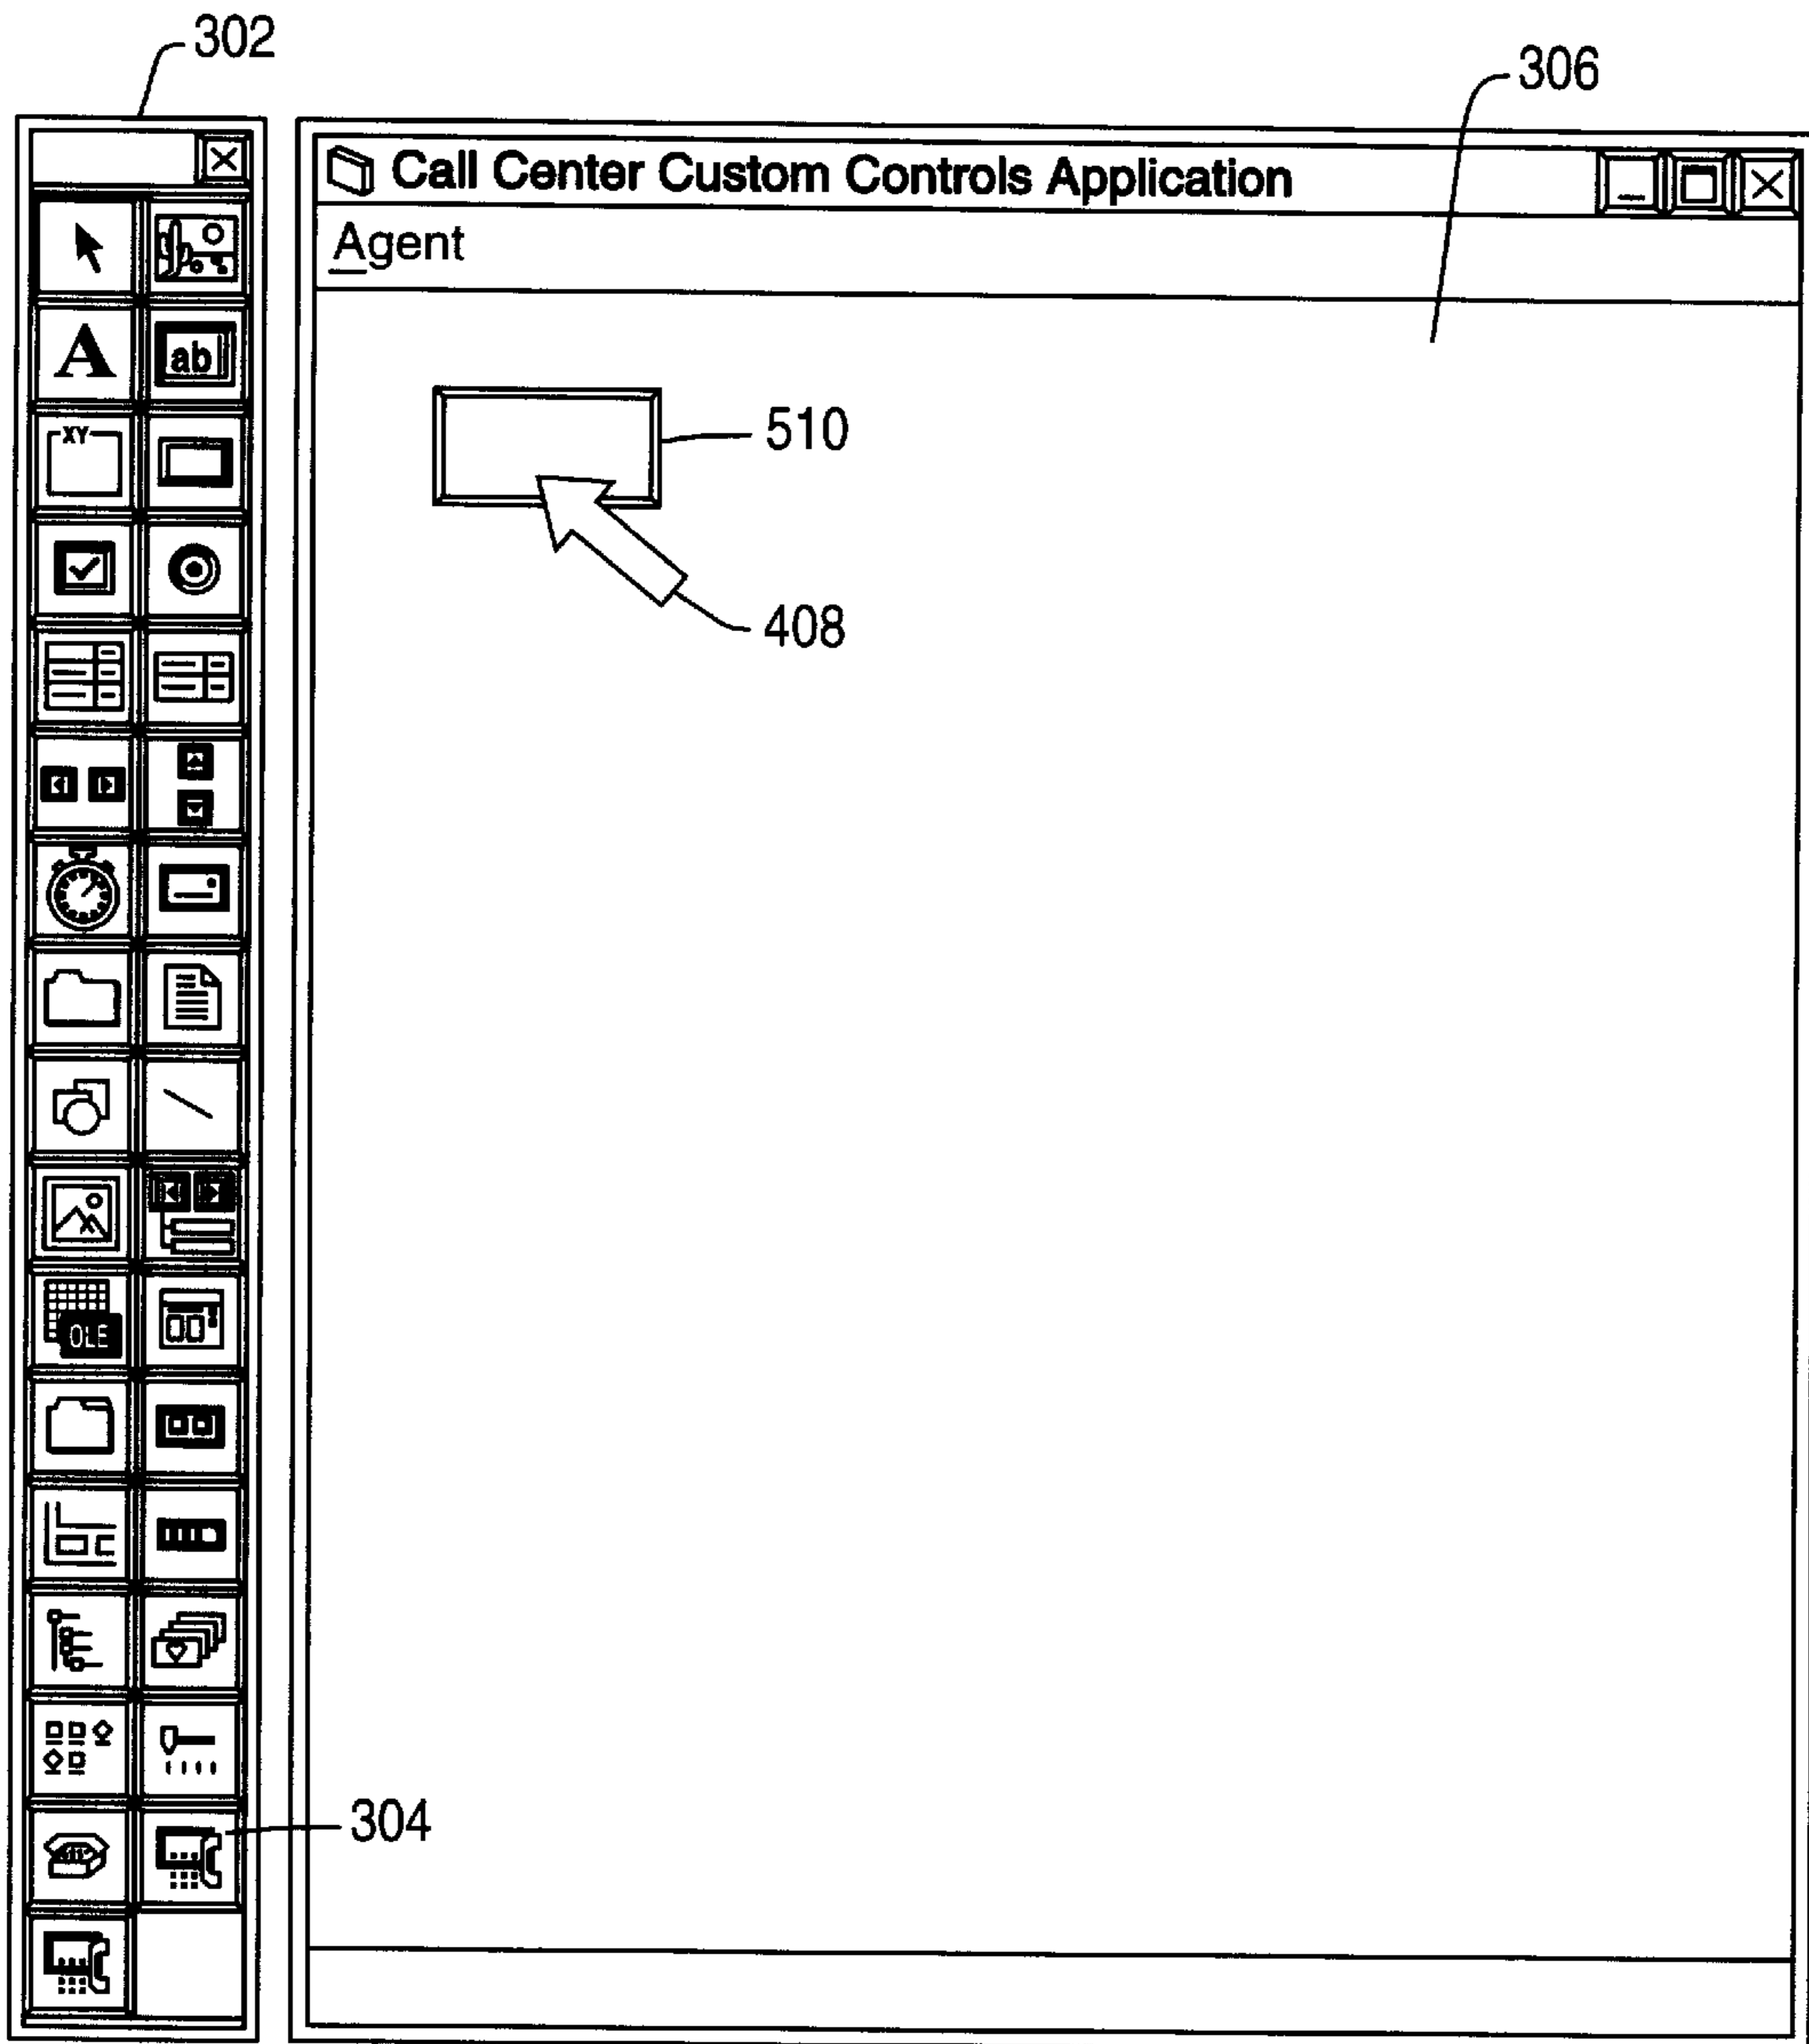 302
306
Call Center Custom Controls Application
Agent
A
ab
XY
510
408
OLE
304